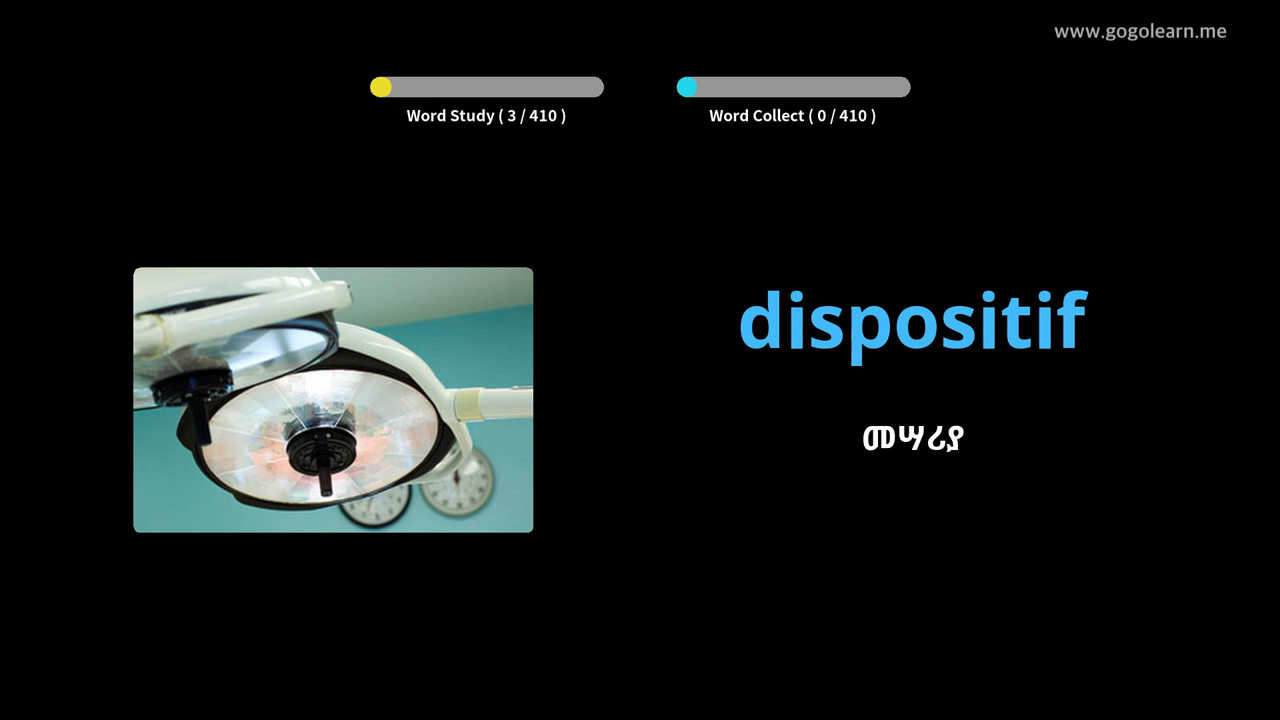 www.gogolearn.me
Word Study ( 3 / 410 )
Word Collect ( 0 / 410 )
dispositif
መሣሪያ